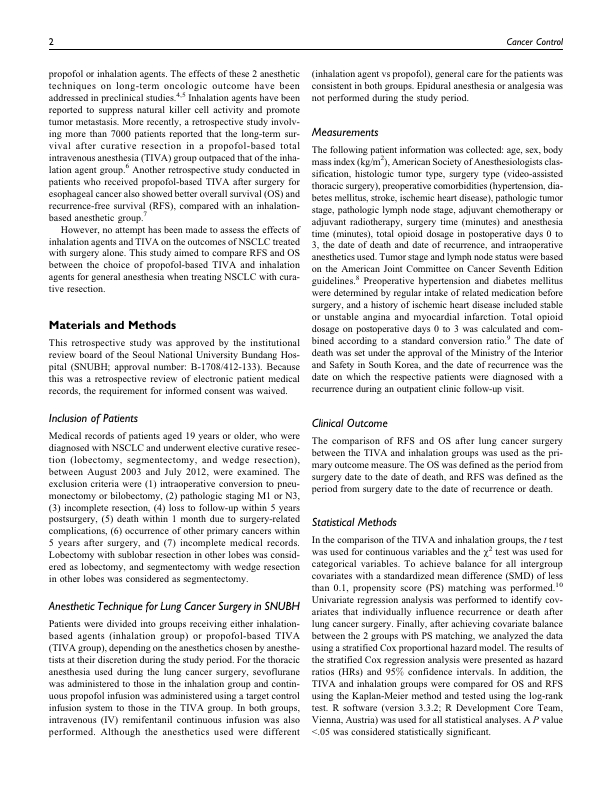 2
Cancer Control
propofol or inhalation agents. The effects of these 2 anesthetic
techniques on long-term oncologic outcome have been
addressed in preclinical studies.4,5 Inhalation agents have been
reported to suppress natural killer cell activity and promote
tumor metastasis. More recently, a retrospective study involv-
ing more than 7000 patients reported that the long-term sur-
vival after curative resection in a propofol-based total
intravenous anesthesia (TIVA) group outpaced that of the inha-
lation agent group.6 Another retrospective study conducted in
patients who received propofol-based TIVA after surgery for
esophageal cancer also showed better overall survival (OS) and
recurrence-free survival (RFS), compared with an inhalation-
based anesthetic group.7
However, no attempt has been made to assess the effects of
inhalation agents and TIVA on the outcomes of NSCLC treated
with surgery alone. This study aimed to compare RFS and OS
between the choice of propofol-based TIVA and inhalation
agents for general anesthesia when treating NSCLC with cura-
tive resection.
Materials and Methods
This retrospective study was approved by the institutional
review board of the Seoul National University Bundang Hos-
pital (SNUBH; approval number: B-1708/412-133). Because
this was a retrospective review of electronic patient medical
records, the requirement for informed consent was waived.
Inclusion of Patients
Medical records of patients aged 19 years or older, who were
diagnosed with NSCLC and underwent elective curative resec-
tion (lobectomy, segmentectomy, and wedge resection),
between August 2003 and July 2012, were examined. The
exclusion criteria were (1) intraoperative conversion to pneu-
monectomy or bilobectomy, (2) pathologic staging M1 or N3,
(3) incomplete resection, (4) loss to follow-up within 5 years
postsurgery, (5) death within 1 month due to surgery-related
complications, (6) occurrence of other primary cancers within
5 years after surgery, and (7) incomplete medical records.
Lobectomy with sublobar resection in other lobes was consid-
ered as lobectomy, and segmentectomy with wedge resection
in other lobes was considered as segmentectomy.
Anesthetic Technique for Lung Cancer Surgery in SNUBH
Patients were divided into groups receiving either inhalation-
based agents (inhalation group) or propofol-based TIVA
(TIVA group), depending on the anesthetics chosen by anesthe-
tists at their discretion during the study period. For the thoracic
anesthesia used during the lung cancer surgery, sevoflurane
was administered to those in the inhalation group and contin-
uous propofol infusion was administered using a target control
infusion system to those in the TIVA group. In both groups,
intravenous (IV) remifentanil continuous infusion was also
performed. Although the anesthetics used were different
(inhalation agent vs propofol), general care for the patients was
consistent in both groups. Epidural anesthesia or analgesia was
not performed during the study period.
Measurements
The following patient information was collected: age, sex, body
mass index (kg/m2), American Society of Anesthesiologists clas-
sification, histologic tumor type, surgery type (video-assisted
thoracic surgery), preoperative comorbidities (hypertension, dia-
betes mellitus, stroke, ischemic heart disease), pathologic tumor
stage, pathologic lymph node stage, adjuvant chemotherapy or
adjuvant radiotherapy, surgery time (minutes) and anesthesia
time (minutes), total opioid dosage in postoperative days 0 to
3, the date of death and date of recurrence, and intraoperative
anesthetics used. Tumor stage and lymph node status were based
on the American Joint Committee on Cancer Seventh Edition
guidelines.8 Preoperative hypertension and diabetes mellitus
were determined by regular intake of related medication before
surgery, and a history of ischemic heart disease included stable
or unstable angina and myocardial infarction. Total opioid
dosage on postoperative days 0 to 3 was calculated and com-
bined according to a standard conversion ratio.9 The date of
death was set under the approval of the Ministry of the Interior
and Safety in South Korea, and the date of recurrence was the
date on which the respective patients were diagnosed with a
recurrence during an outpatient clinic follow-up visit.
Clinical Outcome
The comparison of RFS and OS after lung cancer surgery
between the TIVA and inhalation groups was used as the pri-
mary outcome measure. The OS was defined as the period from
surgery date to the date of death, and RFS was defined as the
period from surgery date to the date of recurrence or death.
Statistical Methods
In the comparison of the TIVA and inhalation groups, the t test
was used for continuous variables and the χ2 test was used for
categorical variables. To achieve balance for all intergroup
covariates with a standardized mean difference (SMD) of less
than 0.1, propensity score (PS) matching was performed.10
Univariate regression analysis was performed to identify cov-
ariates that individually influence recurrence or death after
lung cancer surgery. Finally, after achieving covariate balance
between the 2 groups with PS matching, we analyzed the data
using a stratified Cox proportional hazard model. The results of
the stratified Cox regression analysis were presented as hazard
ratios (HRs) and 95% confidence intervals. In addition, the
TIVA and inhalation groups were compared for OS and RFS
using the Kaplan-Meier method and tested using the log-rank
test. R software (version 3.3.2; R Development Core Team,
Vienna, Austria) was used for all statistical analyses. A P value
<.05 was considered statistically significant.